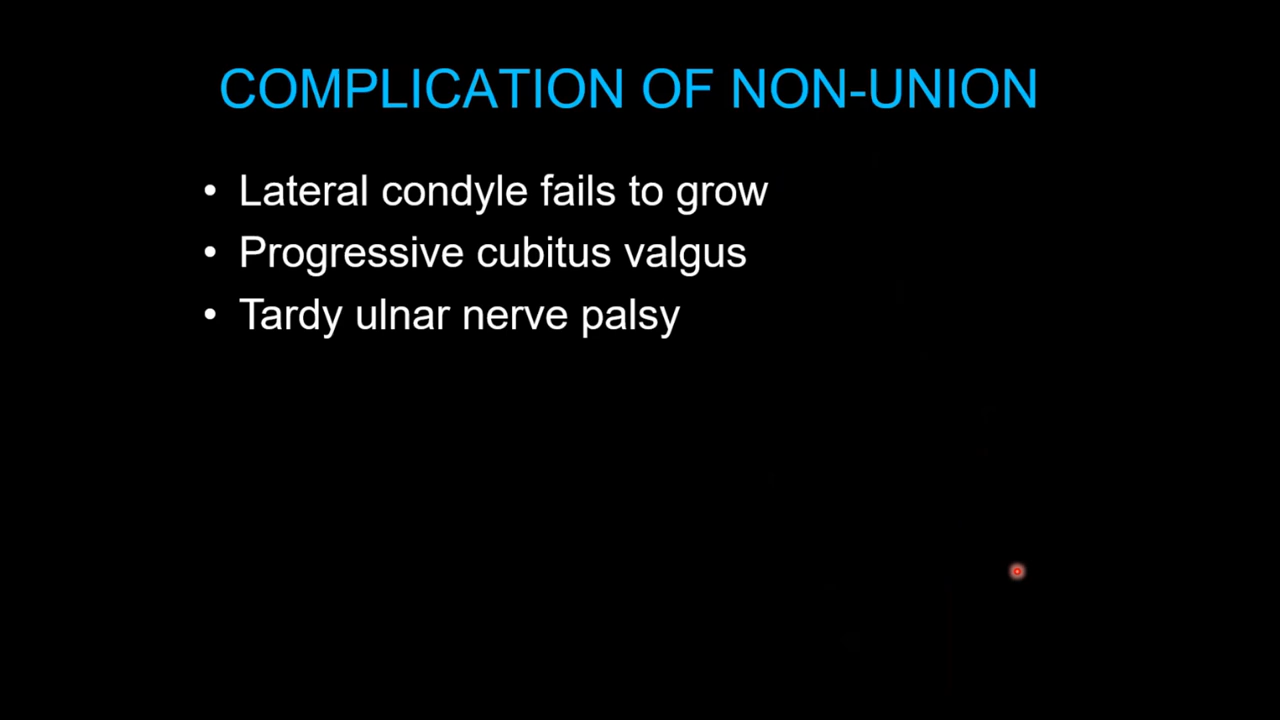 COMPLICATION OF NON-UNION
• Lateral condyle fails to grow
• Progressive cubitus valgus
• Tardy ulnar nerve palsy